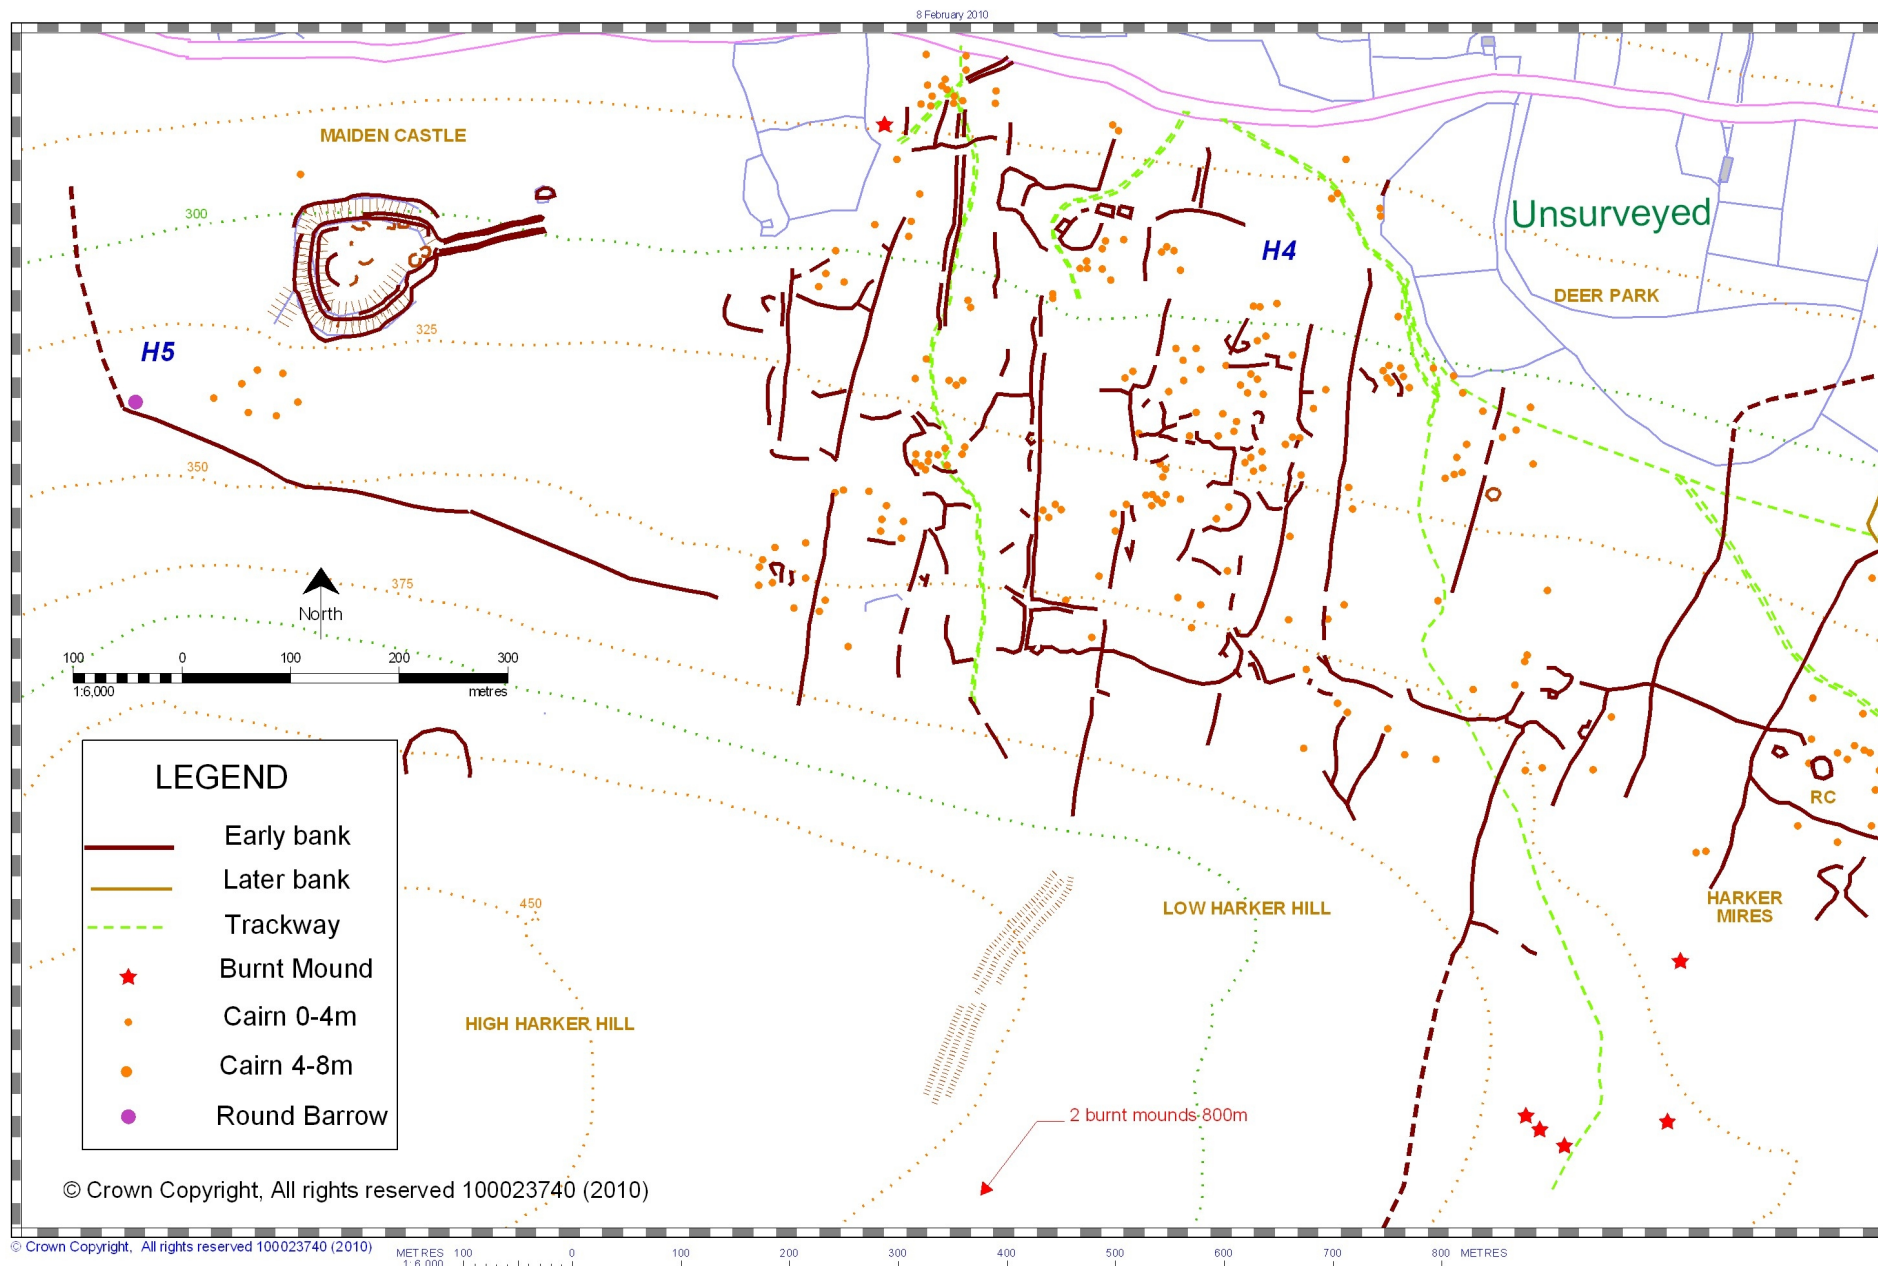 8 February 2010
MAIDEN CASTLE
300
Unsurveyed
H4
DEER PARK
325
H5
350
375
North
100 0 100 200 300
1:6,000 metres
LEGEND
Early bank
Later bank
Trackway
Burnt Mound
Cairn 0-4m
Cairn 4-8m
Round Barrow
RC
450
LOW HARKER HILL
HARKER
MIRES
HIGH HARKER HILL
2 burnt mounds 800m
© Crown Copyright, All rights reserved 100023740 (2010)
© Crown Copyright, All rights reserved 100023740 (2010)
METRES 100 0 100 200 300 400 500 600 700 800 METRES
1:6,000